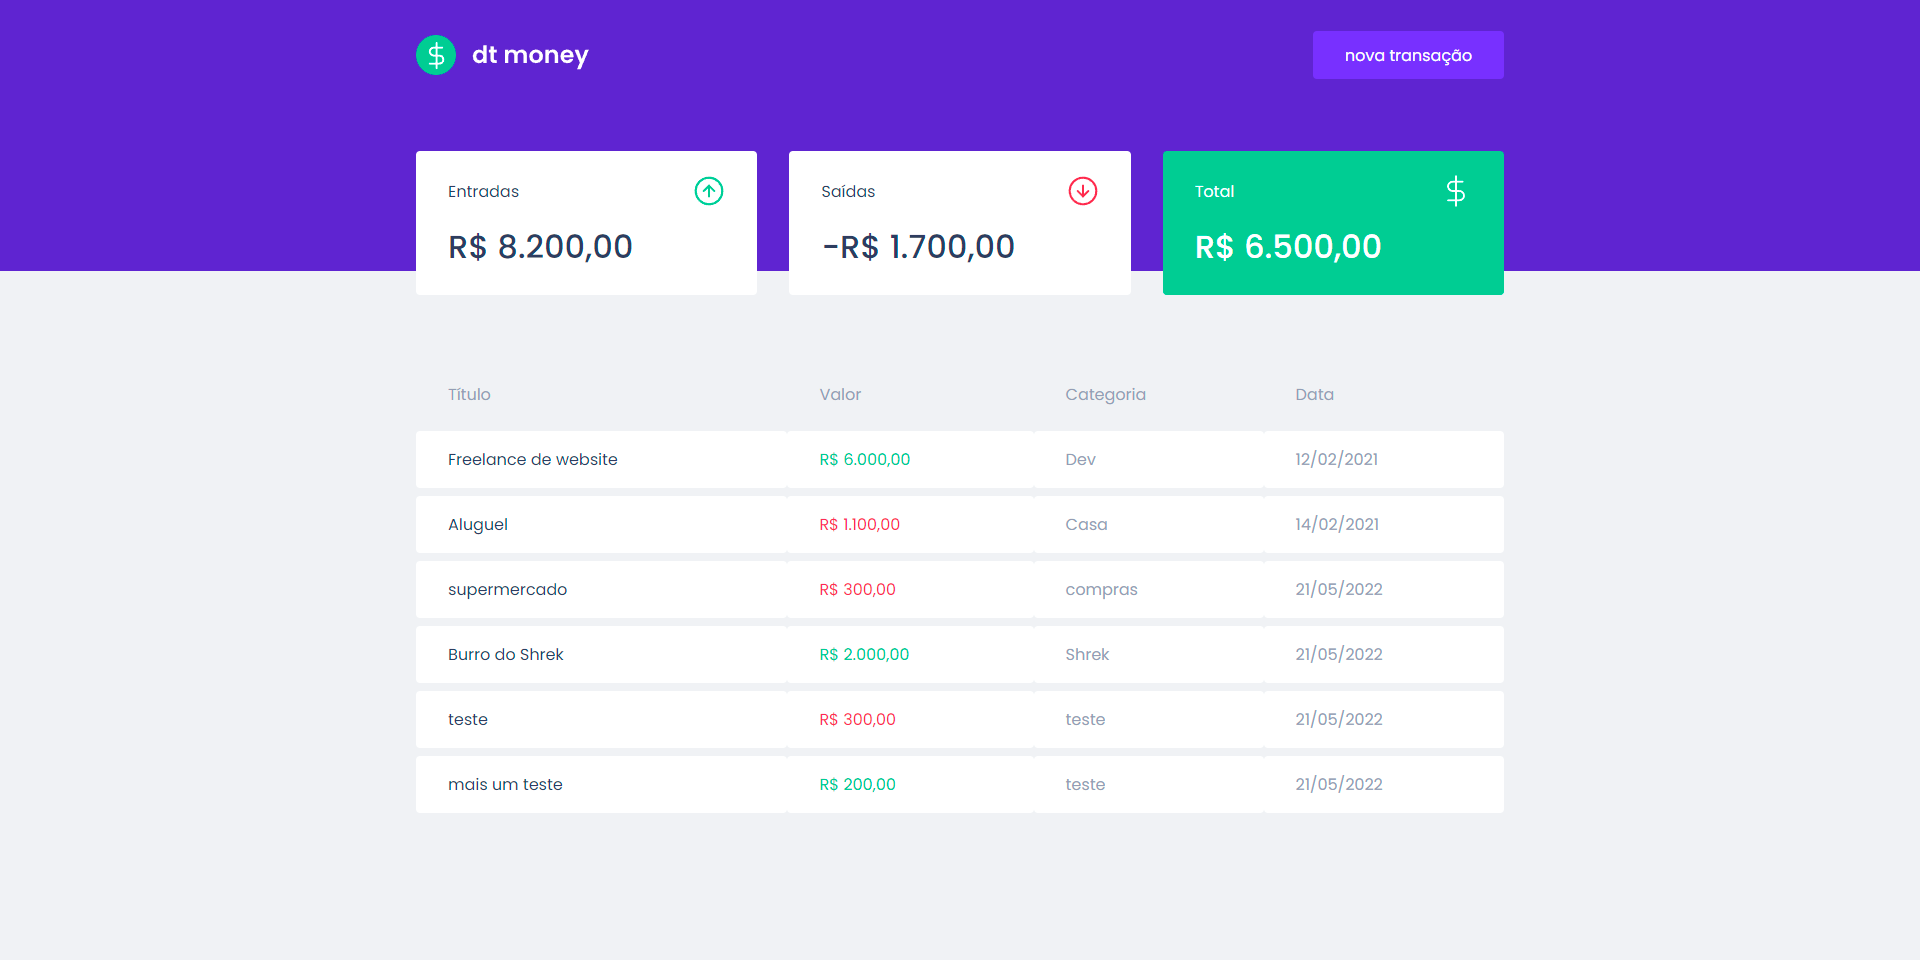 dt money
nova transação
Entradas
Saídas
Total
R$ 8.200,00
-R$ 1.700,00
R$ 6.500,00
Título Valor Categoria Data
Freelance de website R$ 6.000,00 Dev 12/02/2021
Aluguel R$ 1.100,00 Casa 14/02/2021
supermercado R$ 300,00 compras 21/05/2022
Burro do Shrek R$ 2.000,00 Shrek 21/05/2022
teste R$ 300,00 teste 21/05/2022
mais um teste R$ 200,00 teste 21/05/2022